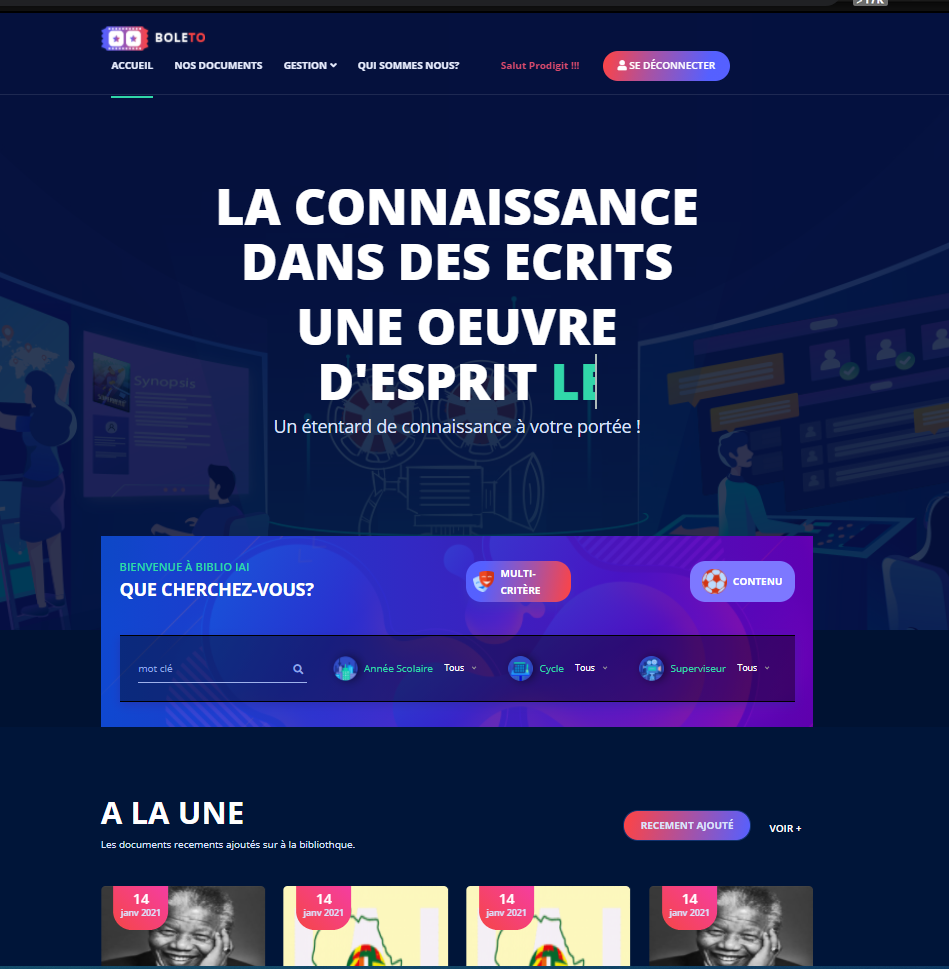 BOLETO
ACCUEIL NOS DOCUMENTS GESTION QUI SOMMES NOUS? Salut Prodigit !!! SE DÉCONNECTER
LA CONNAISSANCE
DANS DES ECRITS
UNE OEUVRE
D'ESPRIT LE
Un étentard de connaissance à votre portée !
Synopsis
BIENVENUE À BIBLIO IAI
QUE CHERCHEZ-VOUS?
MULTI-
CRITÈRE
CONTENU
mot clé Année Scolaire Tous Cycle Tous Superviseur Tous
A LA UNE
Les documents recements ajoutés sur à la bibliothque.
RECEMENT AJOUTÉ VOIR +
14
janv 2021
14
janv 2021
14
janv 2021
14
janv 2021